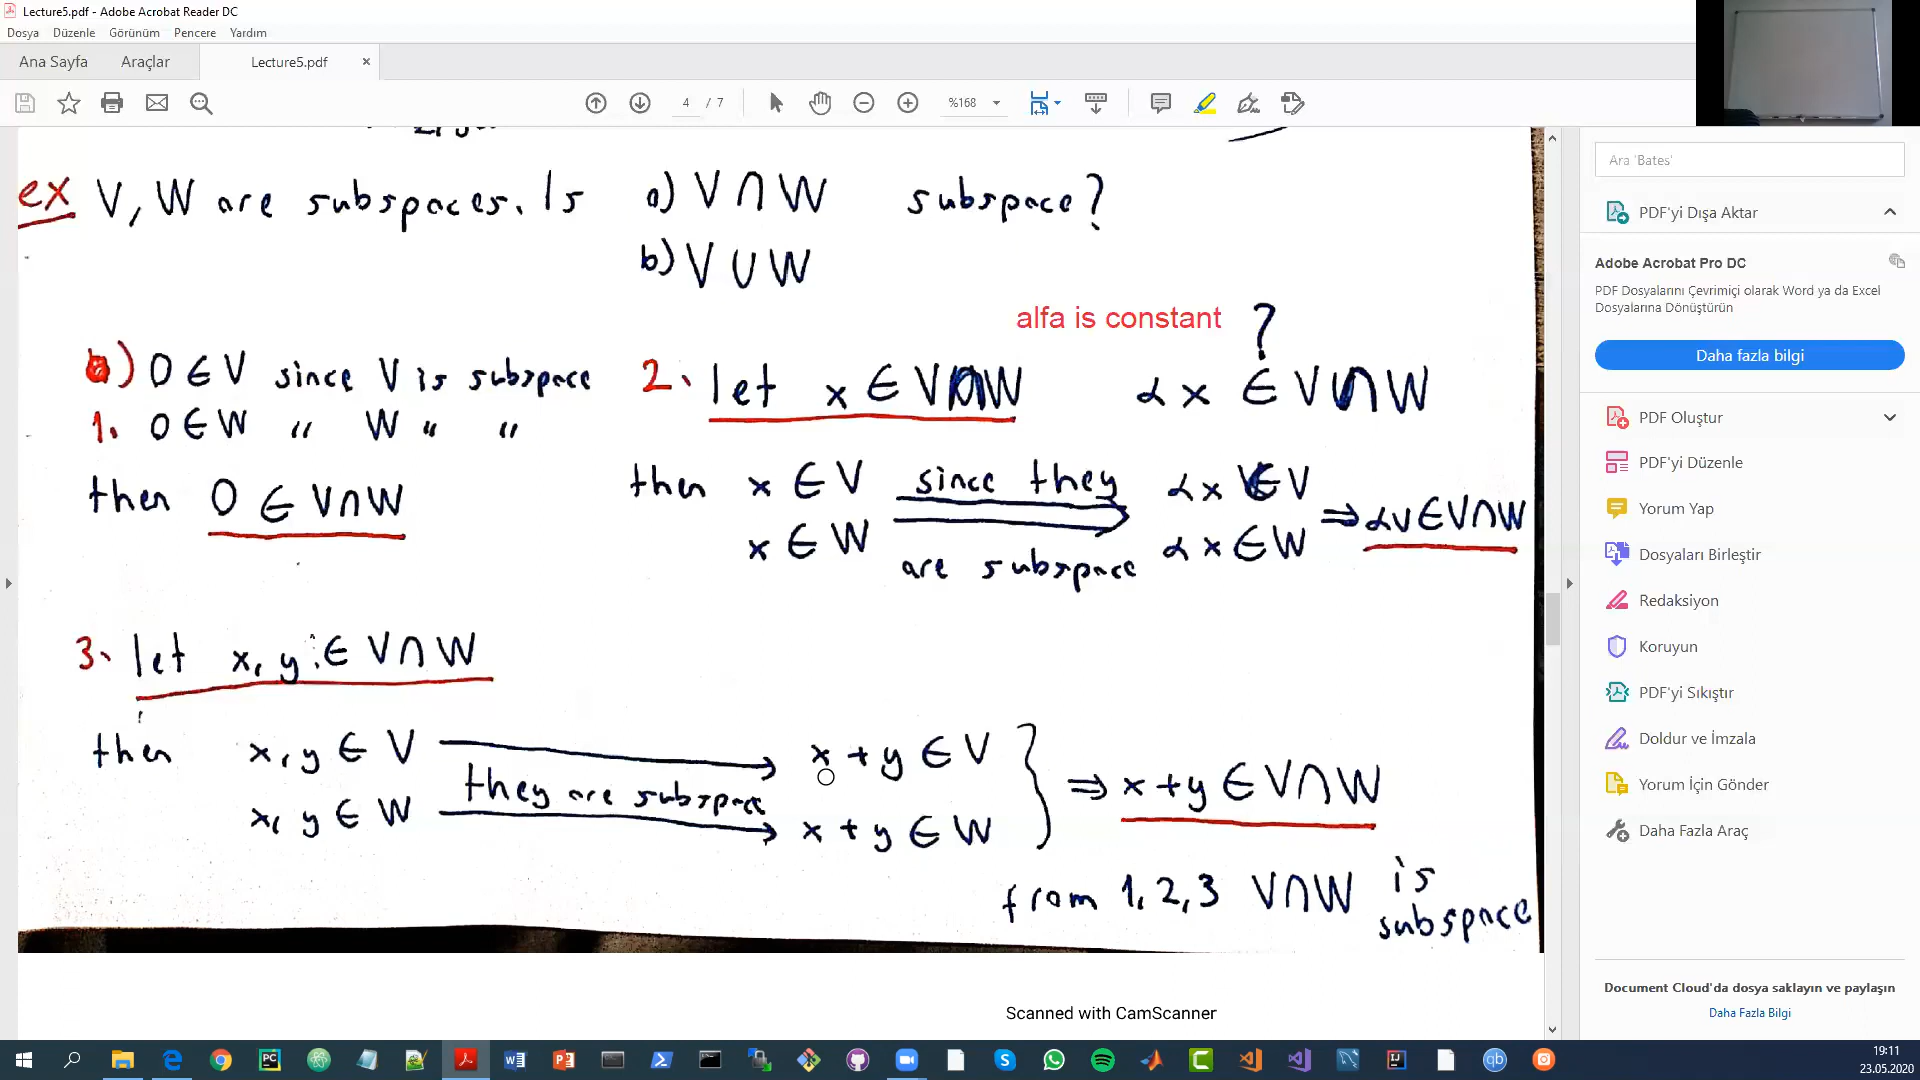 Lecture5.pdf - Adobe Acrobat Reader DC
Dosya Düzenle Görünüm Pencere Yardım
Ana Sayfa Araçlar Lecture5.pdf ×
4 / 7 %168
ex V, W are subspaces. Is a) V ∩ W subspace?
b) V ∪ W
alfa is constant ?
a) 0 ∈ V since V is subspace
1. 0 ∈ W " W " "
then 0 ∈ V∩W
2. let x ∈ V∩W αx ∈ V∩W
then x ∈ V since they αx ∈ V
x ∈ W are subspace αx ∈ W
⇒ αv ∈ V∩W
3. let x, y ∈ V∩W
then x, y ∈ V they are subspace x + y ∈ V
x, y ∈ W x + y ∈ W
} ⇒ x + y ∈ V∩W
from 1, 2, 3 V∩W is
subspace
Scanned with CamScanner
Ara 'Bates'
PDF'yi Dışa Aktar
Adobe Acrobat Pro DC
PDF Dosyalarını Çevrimiçi olarak Word ya da Excel
Dosyalarına Dönüştürün
Daha fazla bilgi
PDF Oluştur
PDF'yi Düzenle
Yorum Yap
Dosyaları Birleştir
Redaksiyon
Koruyun
PDF'yi Sıkıştır
Doldur ve İmzala
Yorum İçin Gönder
Daha Fazla Araç
Document Cloud'da dosya saklayın ve paylaşın
Daha Fazla Bilgi
19:11
23.05.2020